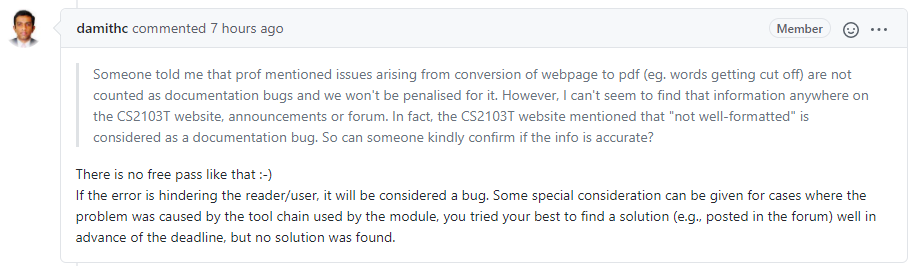 damithc commented 7 hours ago
Member
Someone told me that prof mentioned issues arising from conversion of webpage to pdf (eg. words getting cut off) are not
counted as documentation bugs and we won't be penalised for it. However, I can't seem to find that information anywhere on
the CS2103T website, announcements or forum. In fact, the CS2103T website mentioned that "not well-formatted" is
considered as a documentation bug. So can someone kindly confirm if the info is accurate?
There is no free pass like that :-)
If the error is hindering the reader/user, it will be considered a bug. Some special consideration can be given for cases where the
problem was caused by the tool chain used by the module, you tried your best to find a solution (e.g., posted in the forum) well in
advance of the deadline, but no solution was found.